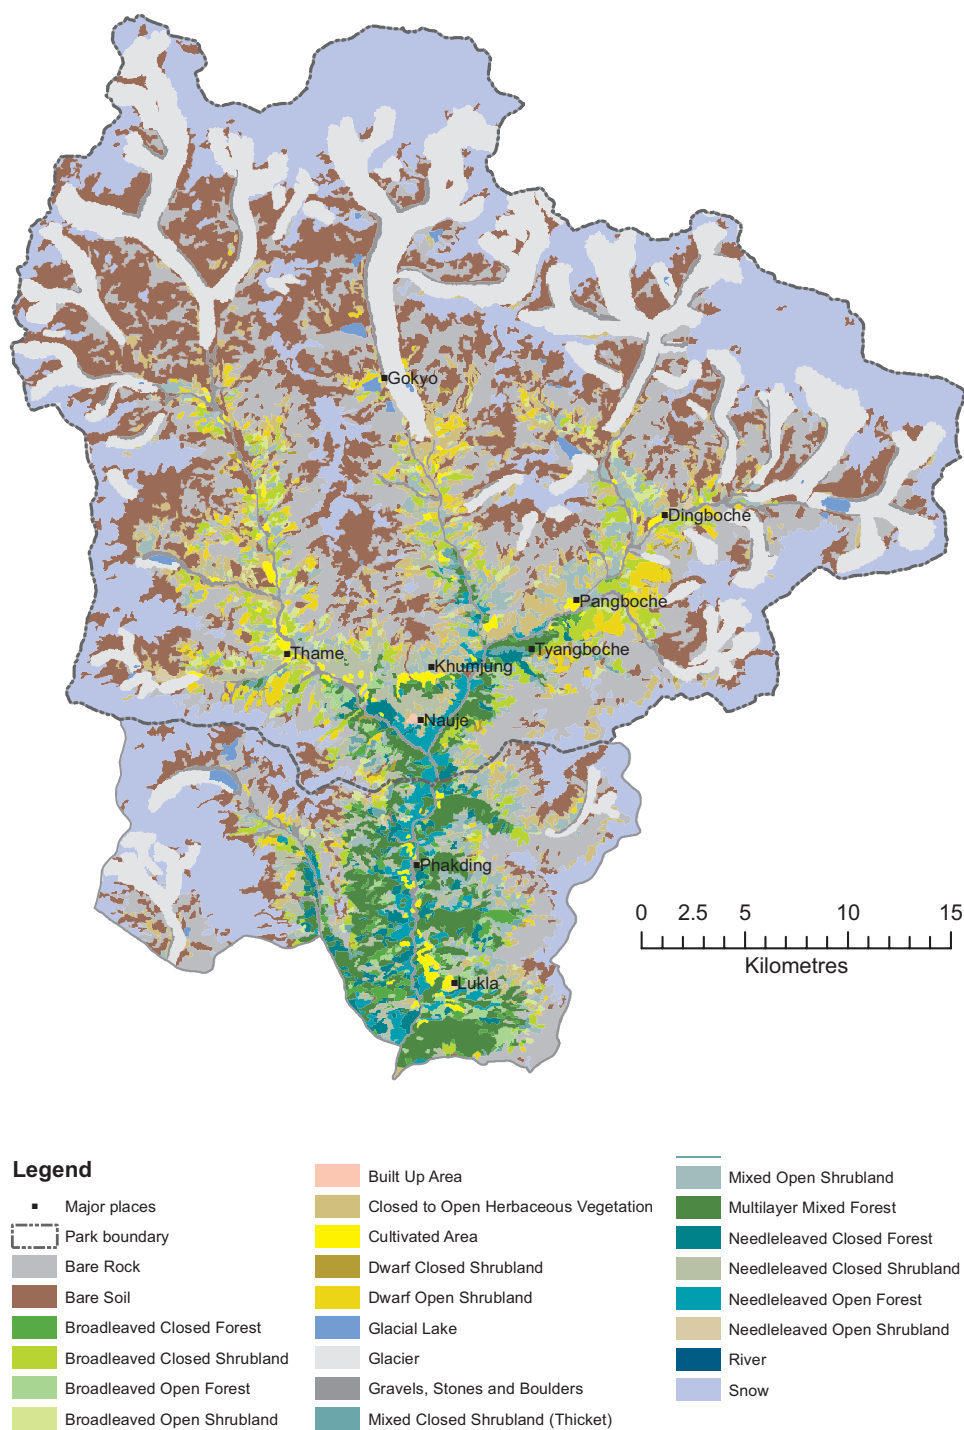 Gokyo
Dingboche
Pangboche
Tyangboche
Thame
Khumjung
Nauje
Phakding
0 2.5 5 10 15
Kilometres
Lukla
Legend
Major places
Park boundary
Bare Rock
Bare Soil
Broadleaved Closed Forest
Broadleaved Closed Shrubland
Broadleaved Open Forest
Broadleaved Open Shrubland
Built Up Area
Closed to Open Herbaceous Vegetation
Cultivated Area
Dwarf Closed Shrubland
Dwarf Open Shrubland
Glacial Lake
Glacier
Gravels, Stones and Boulders
Mixed Closed Shrubland (Thicket)
Mixed Open Shrubland
Multilayer Mixed Forest
Needleleaved Closed Forest
Needleleaved Closed Shrubland
Needleleaved Open Forest
Needleleaved Open Shrubland
River
Snow